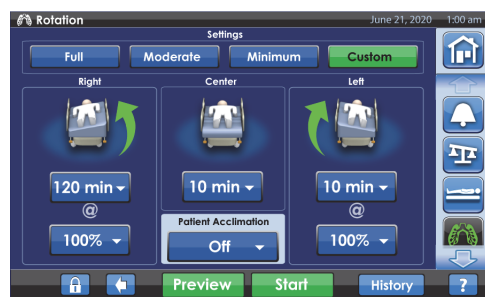 Rotation June 21, 2020 1:00 am
Settings
Full Moderate Minimum Custom
Right Center Left
120 min 10 min 10 min
@ @
Patient Acclimation
100% Off 100%
Preview Start History ?